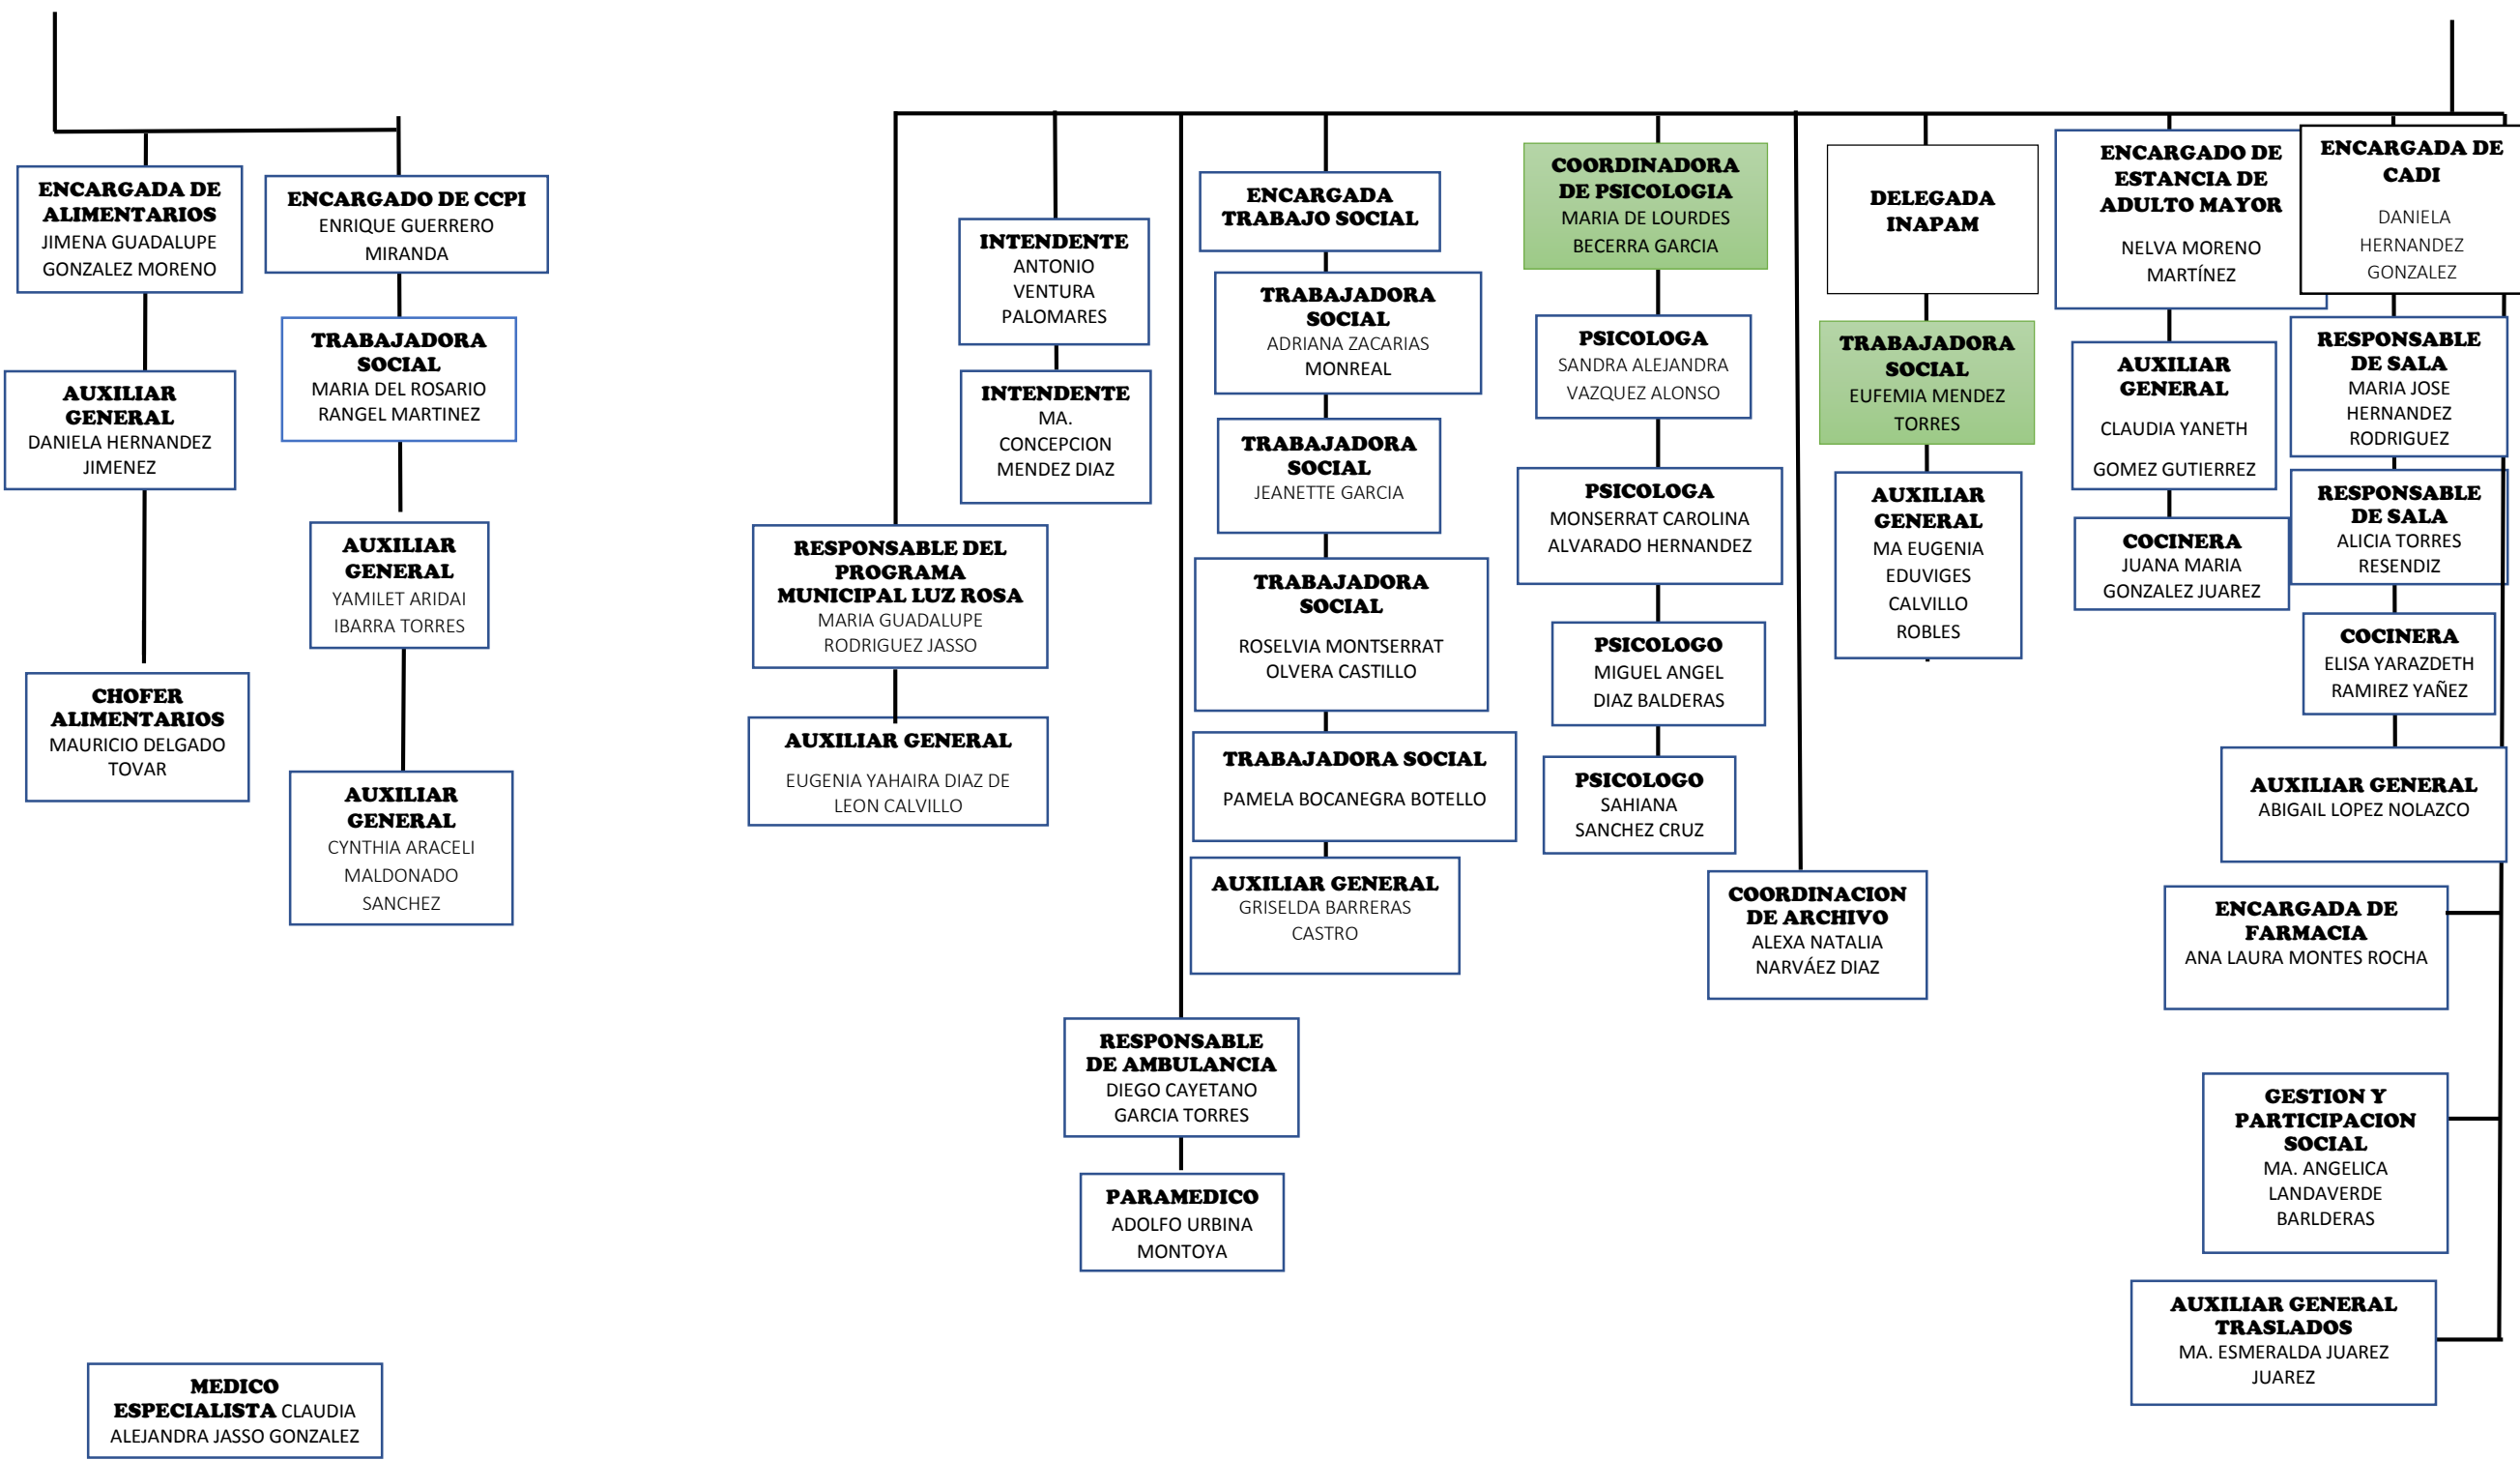 ENCARGADA DE
ALIMENTARIOS
JIMENA GUADALUPE
GONZALEZ MORENO
AUXILIAR
GENERAL
DANIELA HERNANDEZ
JIMENEZ
CHOFER
ALIMENTARIOS
MAURICIO DELGADO
TOVAR
ENCARGADO DE CCPI
ENRIQUE GUERRERO
MIRANDA
TRABAJADORA
SOCIAL
MARIA DEL ROSARIO
RANGEL MARTINEZ
AUXILIAR
GENERAL
YAMILET ARIDAI
IBARRA TORRES
AUXILIAR
GENERAL
CYNTHIA ARACELI
MALDONADO
SANCHEZ
MEDICO
ESPECIALISTA CLAUDIA
ALEJANDRA JASSO GONZALEZ
RESPONSABLE DEL
PROGRAMA
MUNICIPAL LUZ ROSA
MARIA GUADALUPE
RODRIGUEZ JASSO
AUXILIAR GENERAL
EUGENIA YAHAIRA DIAZ DE
LEON CALVILLO
INTENDENTE
ANTONIO
VENTURA
PALOMARES
INTENDENTE
MA.
CONCEPCION
MENDEZ DIAZ
RESPONSABLE
DE AMBULANCIA
DIEGO CAYETANO
GARCIA TORRES
PARAMEDICO
ADOLFO URBINA
MONTOYA
ENCARGADA
TRABAJO SOCIAL
TRABAJADORA
SOCIAL
ADRIANA ZACARIAS
MONREAL
TRABAJADORA
SOCIAL
JEANETTE GARCIA
TRABAJADORA
SOCIAL
ROSELVIA MONTSERRAT
OLVERA CASTILLO
TRABAJADORA SOCIAL
PAMELA BOCANEGRA BOTELLO
AUXILIAR GENERAL
GRISELDA BARRERAS
CASTRO
COORDINADORA
DE PSICOLOGIA
MARIA DE LOURDES
BECERRA GARCIA
PSICOLOGA
SANDRA ALEJANDRA
VAZQUEZ ALONSO
PSICOLOGA
MONSERRAT CAROLINA
ALVARADO HERNANDEZ
PSICOLOGO
MIGUEL ANGEL
DIAZ BALDERAS
PSICOLOGO
SAHIANA
SANCHEZ CRUZ
COORDINACION
DE ARCHIVO
ALEXA NATALIA
NARVÁEZ DIAZ
DELEGADA
INAPAM
TRABAJADORA
SOCIAL
EUFEMIA MENDEZ
TORRES
AUXILIAR
GENERAL
MA EUGENIA
EDUVIGES
CALVILLO
ROBLES
ENCARGADO DE
ESTANCIA DE
ADULTO MAYOR
NELVA MORENO
MARTÍNEZ
AUXILIAR
GENERAL
CLAUDIA YANETH
GOMEZ GUTIERREZ
COCINERA
JUANA MARIA
GONZALEZ JUAREZ
ENCARGADA DE
CADI
DANIELA
HERNANDEZ
GONZALEZ
RESPONSABLE
DE SALA
MARIA JOSE
HERNANDEZ
RODRIGUEZ
RESPONSABLE
DE SALA
ALICIA TORRES
RESENDIZ
COCINERA
ELISA YARAZDETH
RAMIREZ YAÑEZ
AUXILIAR GENERAL
ABIGAIL LOPEZ NOLAZCO
ENCARGADA DE
FARMACIA
ANA LAURA MONTES ROCHA
GESTION Y
PARTICIPACION
SOCIAL
MA. ANGELICA
LANDAVERDE
BARLDERAS
AUXILIAR GENERAL
TRASLADOS
MA. ESMERALDA JUAREZ
JUAREZ